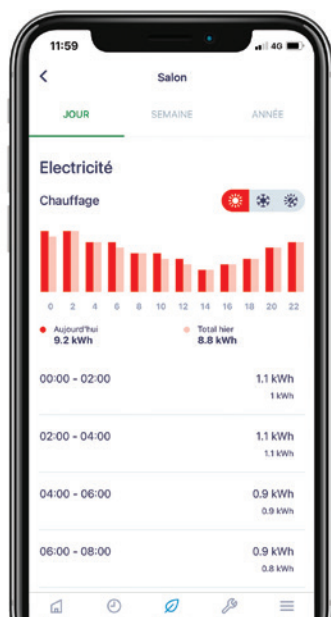 11:59 4G
Salon
JOUR SEMAINE ANNÉE
Electricité
Chauffage
0 2 4 6 8 10 12 14 16 18 20 22
Aujourd'hui Total hier
9.2 kWh 8.8 kWh
00:00 - 02:00 1.1 kWh
1 kWh
02:00 - 04:00 1.1 kWh
1.1 kWh
04:00 - 06:00 0.9 kWh
0.9 kWh
06:00 - 08:00 0.9 kWh
0.8 kWh